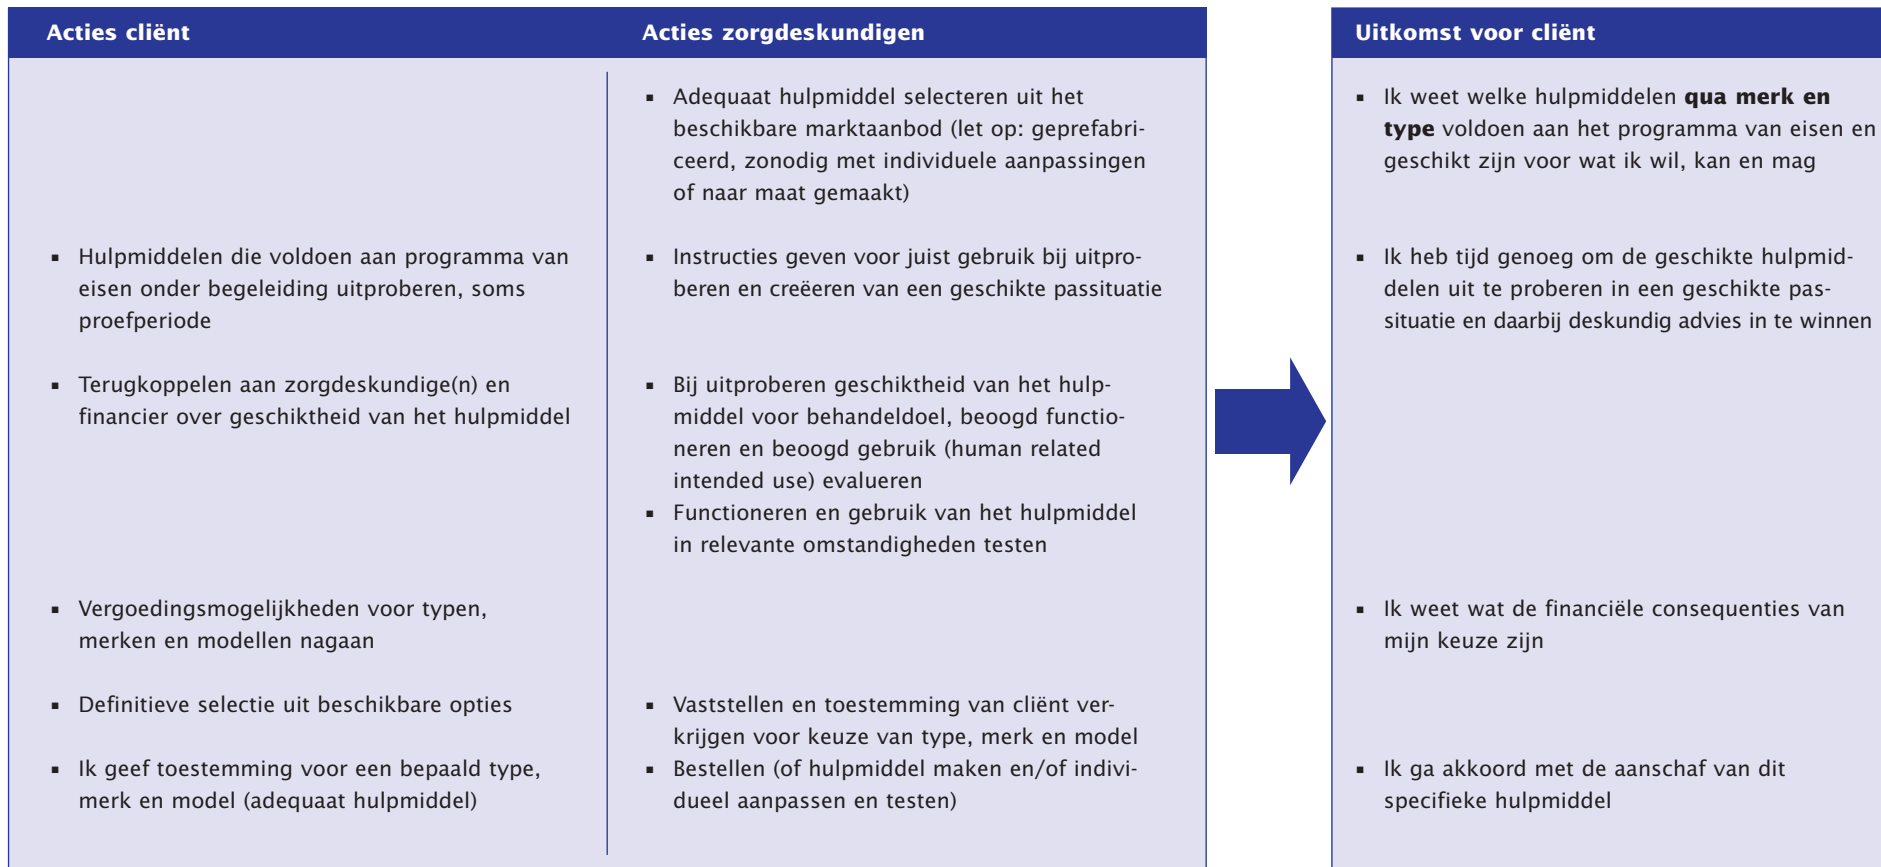 Acties cliënt
Acties zorgdeskundigen
Uitkomst voor cliënt
▪ Hulpmiddelen die voldoen aan programma van
eisen onder begeleiding uitproberen, soms
proefperiode
▪ Terugkoppelen aan zorgdeskundige(n) en
financier over geschiktheid van het hulpmiddel
▪ Vergoedingsmogelijkheden voor typen,
merken en modellen nagaan
▪ Definitieve selectie uit beschikbare opties
▪ Ik geef toestemming voor een bepaald type,
merk en model (adequaat hulpmiddel)
▪ Adequaat hulpmiddel selecteren uit het
beschikbare marktaanbod (let op: geprefabri-
ceerd, zonodig met individuele aanpassingen
of naar maat gemaakt)
▪ Instructies geven voor juist gebruik bij uitpro-
beren en creëeren van een geschikte passituatie
▪ Bij uitproberen geschiktheid van het hulp-
middel voor behandeldoel, beoogd functio-
neren en beoogd gebruik (human related
intended use) evalueren
▪ Functioneren en gebruik van het hulpmiddel
in relevante omstandigheden testen
▪ Vaststellen en toestemming van cliënt ver-
krijgen voor keuze van type, merk en model
▪ Bestellen (of hulpmiddel maken en/of indivi-
dueel aanpassen en testen)
▪ Ik weet welke hulpmiddelen qua merk en
type voldoen aan het programma van eisen en
geschikt zijn voor wat ik wil, kan en mag
▪ Ik heb tijd genoeg om de geschikte hulpmid-
delen uit te proberen in een geschikte pas-
situatie en daarbij deskundig advies in te winnen
▪ Ik weet wat de financiële consequenties van
mijn keuze zijn
▪ Ik ga akkoord met de aanschaf van dit
specifieke hulpmiddel